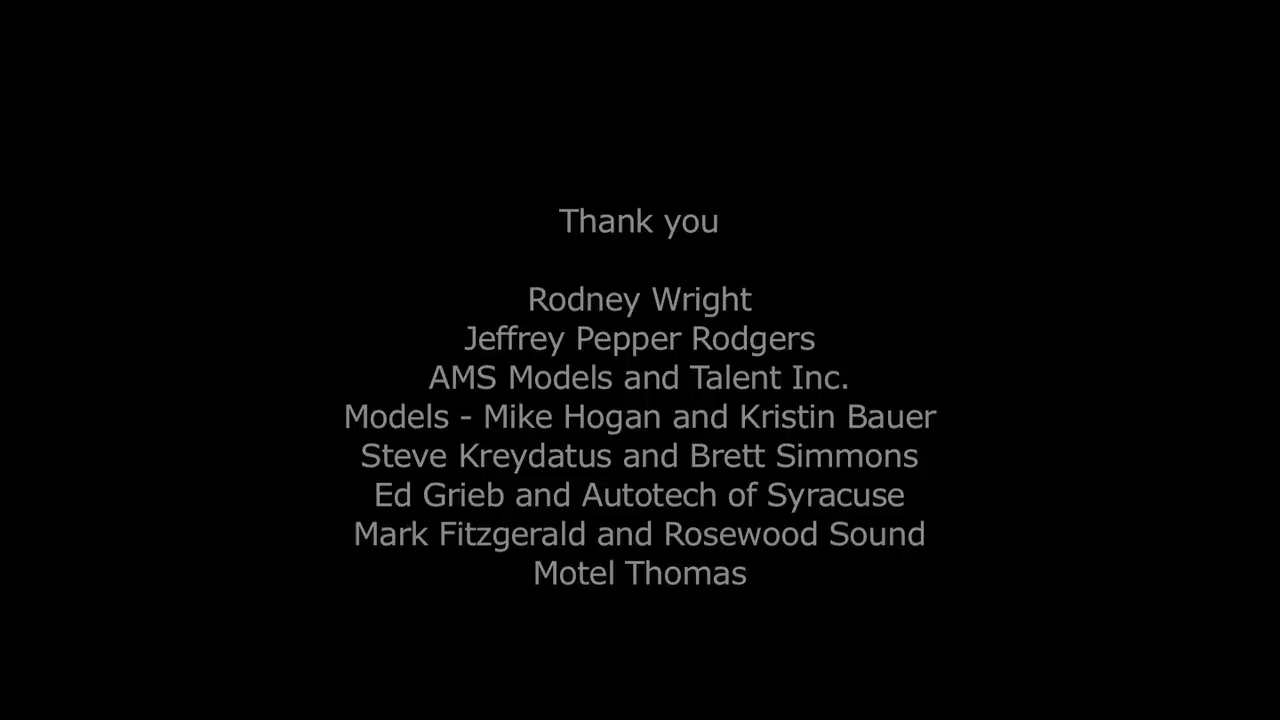 Thank you
Rodney Wright
Jeffrey Pepper Rodgers
AMS Models and Talent Inc.
Models - Mike Hogan and Kristin Bauer
Steve Kreydatus and Brett Simmons
Ed Grieb and Autotech of Syracuse
Mark Fitzgerald and Rosewood Sound
Motel Thomas